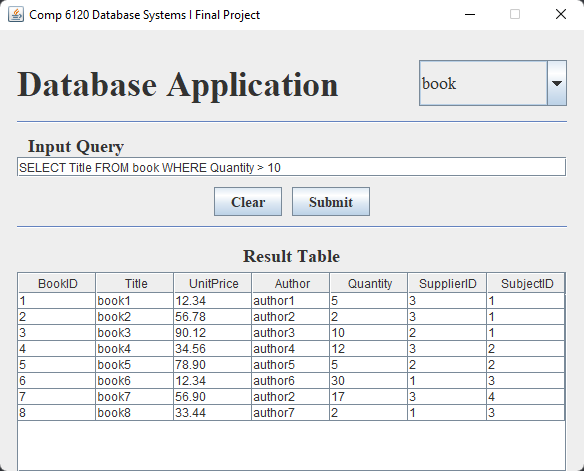 Comp 6120 Database Systems I Final Project
Database Application book
Input Query
SELECT Title FROM book WHERE Quantity > 10
Clear Submit
Result Table
BookID Title UnitPrice Author Quantity SupplierID SubjectID
1 book1 12.34 author1 5 3 1
2 book2 56.78 author2 2 3 1
3 book3 90.12 author3 10 2 1
4 book4 34.56 author4 12 3 2
5 book5 78.90 author5 5 2 2
6 book6 12.34 author6 30 1 3
7 book7 56.90 author2 17 3 4
8 book8 33.44 author7 2 1 3